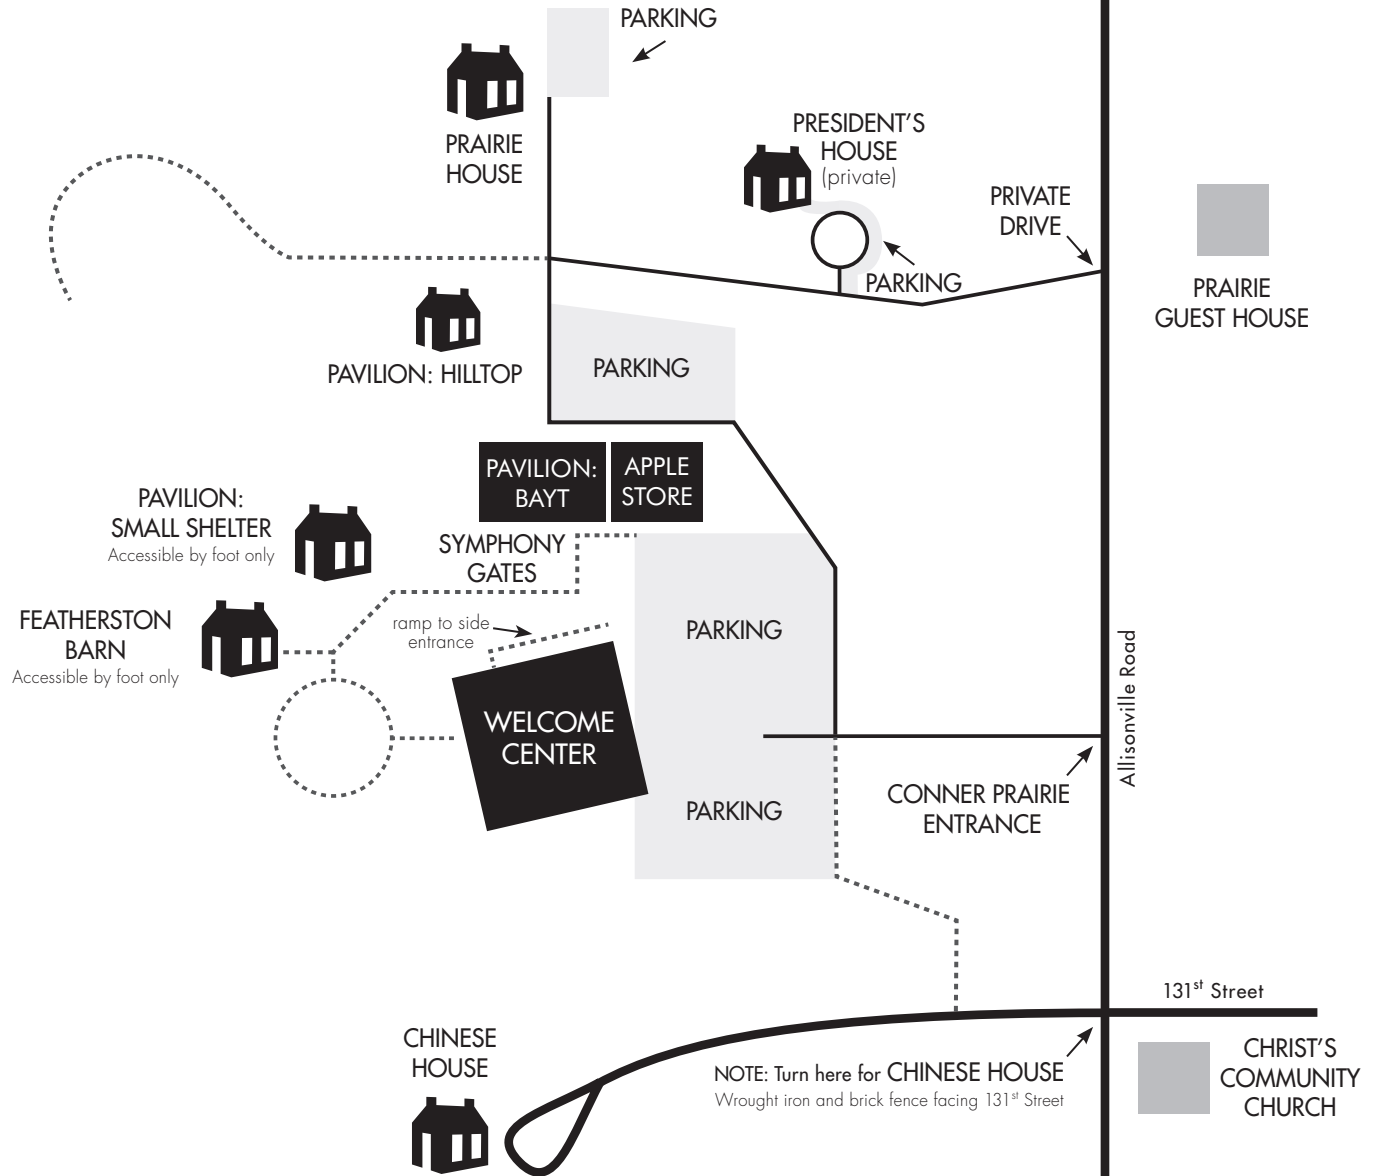 PARKING
PRAIRIE
HOUSE
PRESIDENT'S
HOUSE
(private)
PARKING
PRIVATE
DRIVE
PRAIRIE
GUEST HOUSE
PAVILION: HILLTOP
PARKING
PAVILION:
BAYT
APPLE
STORE
PAVILION:
SMALL SHELTER
Accessible by foot only
SYMPHONY
GATES
FEATHERSTON
BARN
Accessible by foot only
ramp to side
entrance
PARKING
WELCOME
CENTER
PARKING
Allisonville Road
CONNER PRAIRIE
ENTRANCE
131st Street
CHINESE
HOUSE
NOTE: Turn here for CHINESE HOUSE
Wrought iron and brick fence facing 131st Street
CHRIST'S
COMMUNITY
CHURCH